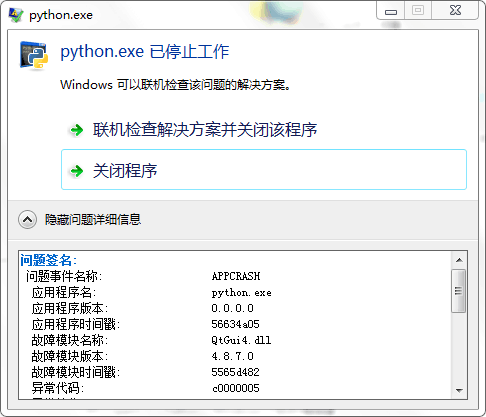 python.exe
python.exe 已停止工作
Windows 可以联机检查该问题的解决方案。
联机检查解决方案并关闭该程序
关闭程序
隐藏问题详细信息
问题签名:
问题事件名称: APPCRASH
应用程序名: python.exe
应用程序版本: 0.0.0.0
应用程序时间戳: 56634a05
故障模块名称: QtGui4.dll
故障模块版本: 4.8.7.0
故障模块时间戳: 5565d482
异常代码: c0000005